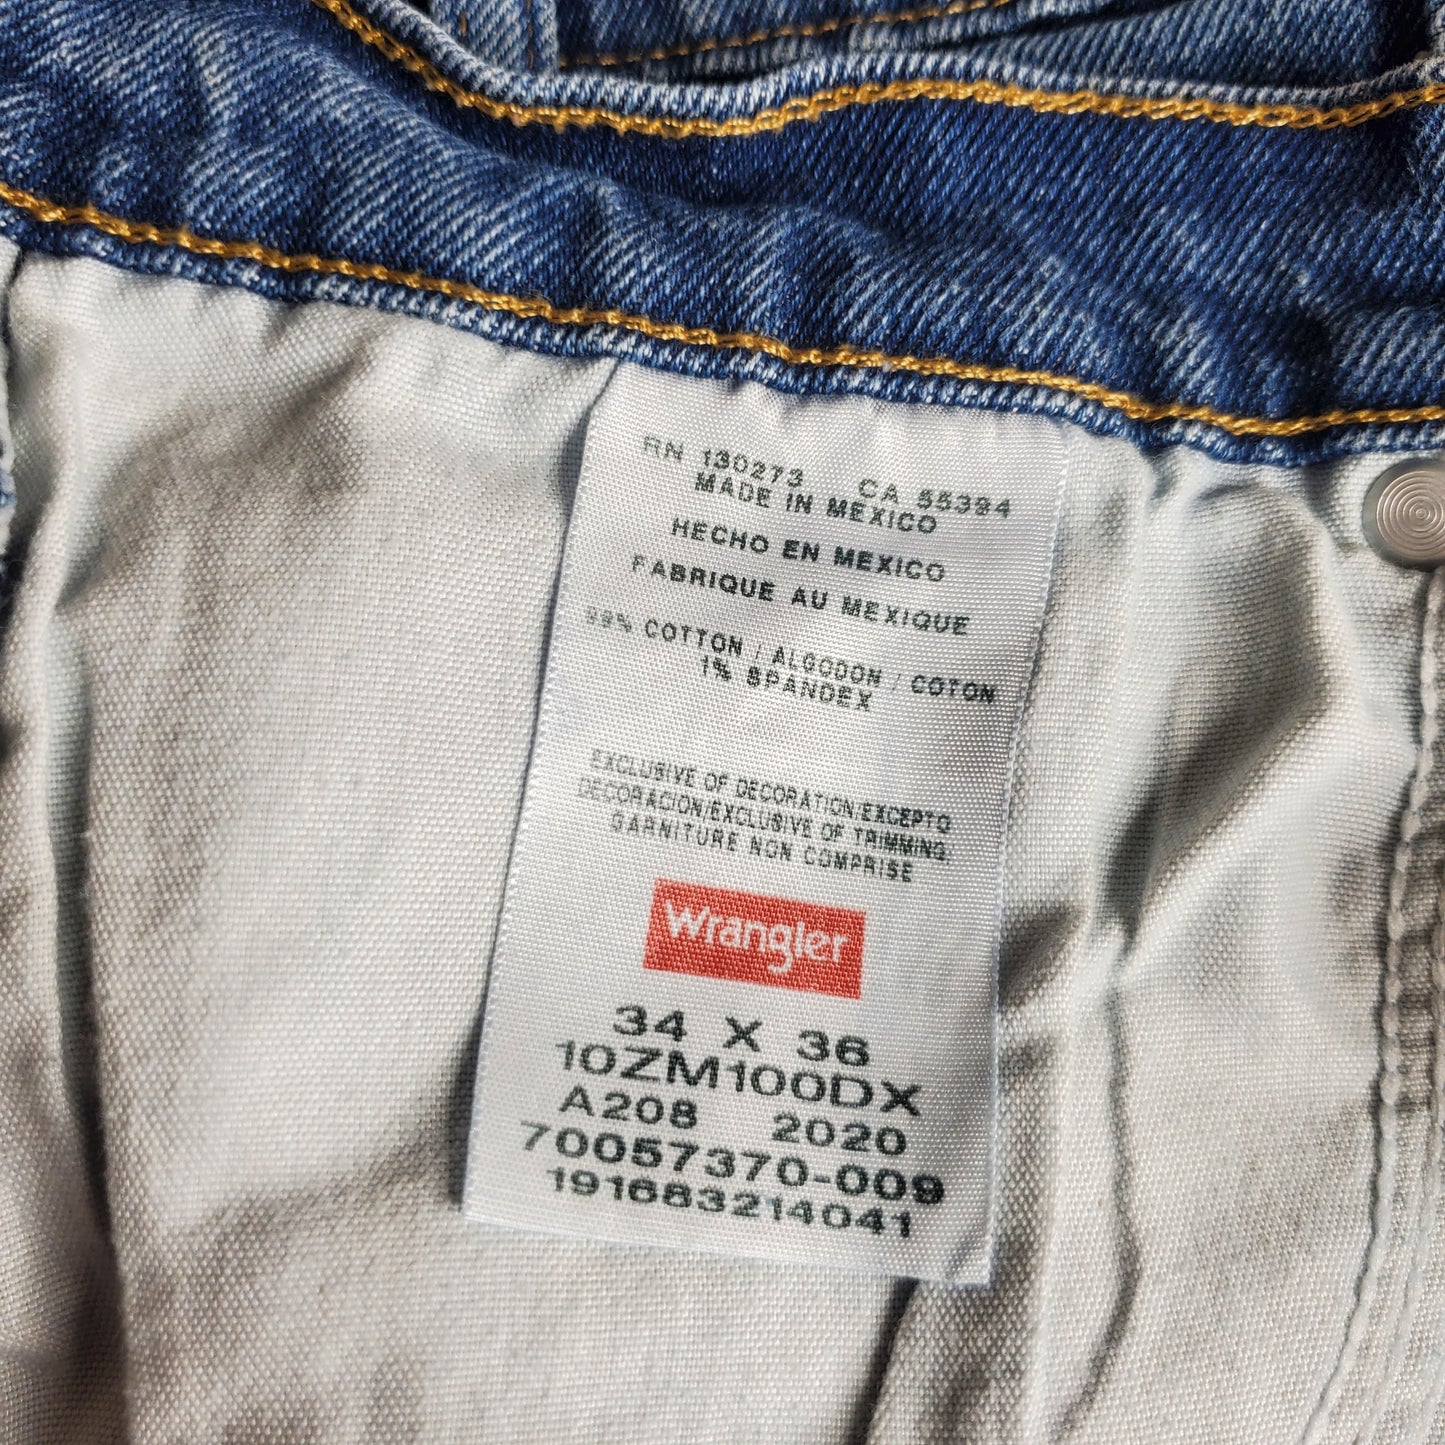 RN 130273 CA 55394
MADE IN MEXICO
HECHO EN MEXICO
FABRIQUE AU MEXIQUE
99% COTTON / ALGODON / COTON
1% SPANDEX
EXCLUSIVE OF DECORATION/EXCEPTO
DECORACION/EXCLUSIVE OF TRIMMING
GARNITURE NON COMPRISE
Wrangler
34 X 36
10ZM100DX
A208 2020
70057370-009
191683214041